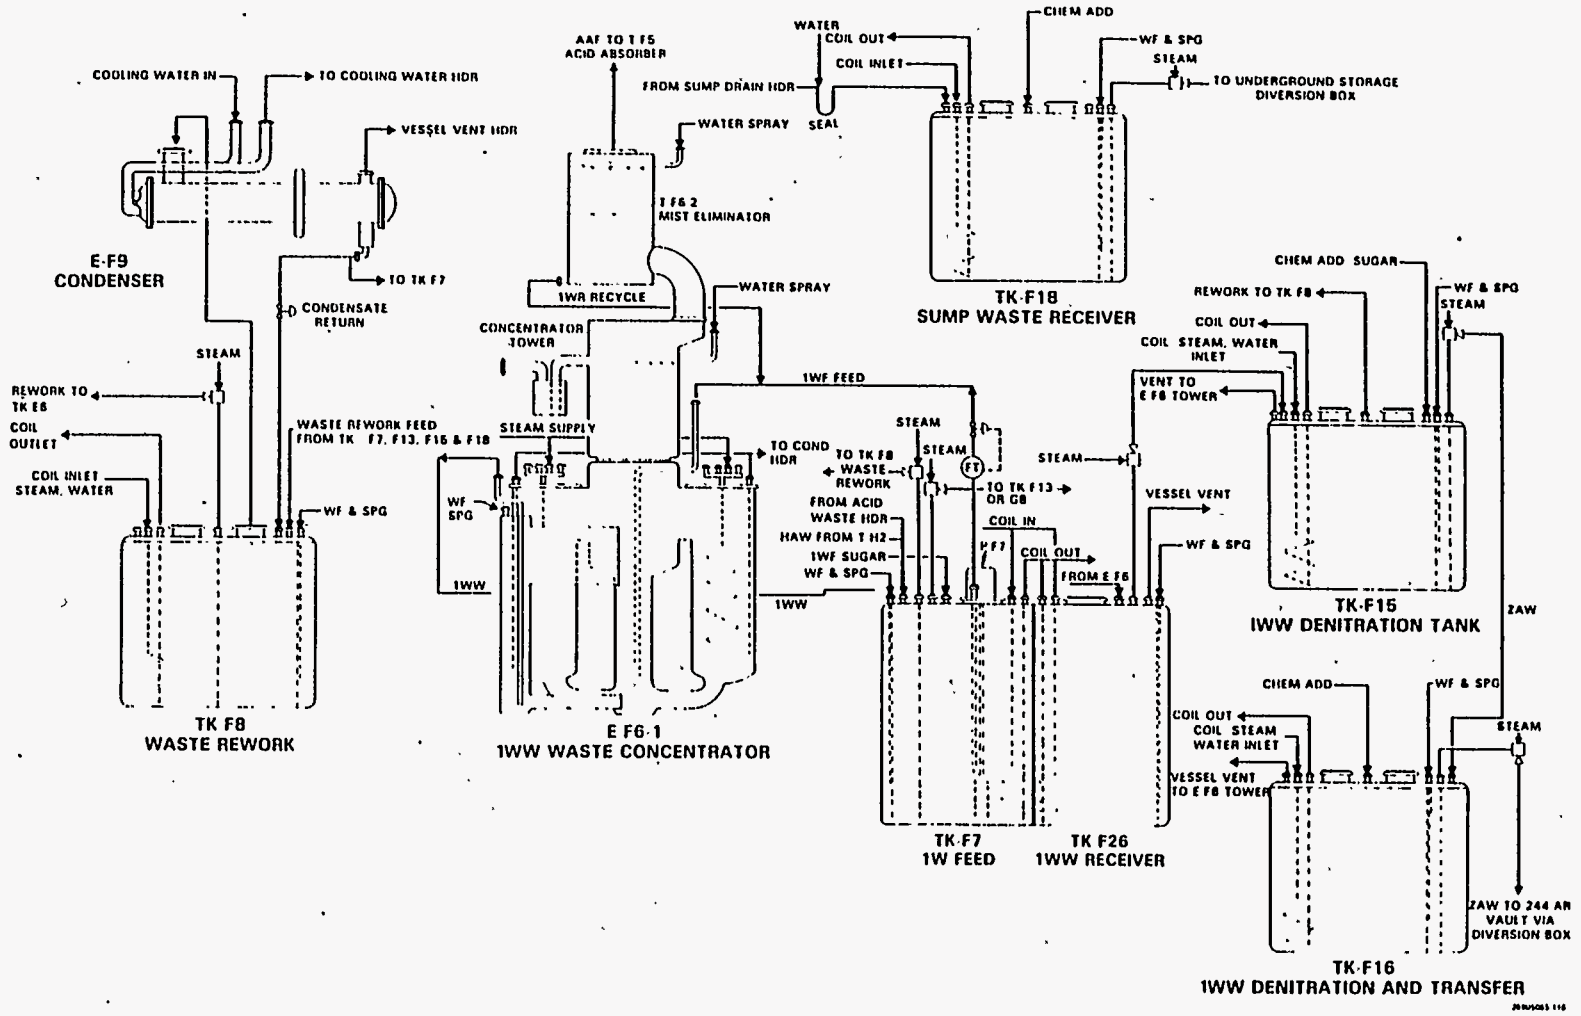 CHEM ADD
WATER
COIL OUT
WF & SPG
AAF TO T F5
ACID ABSORBER
STEAM
COIL INLET
COOLING WATER IN
TO COOLING WATER HDR
FROM SUMP DRAIN HDR
TO UNDERGROUND STORAGE
DIVERSION BOX
SEAL
WATER SPRAY
VESSEL VENT HDR
T F6 2
MIST ELIMINATOR
E-F9
CONDENSER
TO TK F7
1WR RECYCLE
WATER SPRAY
TK-F18
SUMP WASTE RECEIVER
CONDENSATE
RETURN
CONCENTRATOR
TOWER
CHEM ADD SUGAR
REWORK TO TK F8
WF & SPG
STEAM
COIL OUT
COIL STEAM, WATER
INLET
VENT TO
E F6 TOWER
STEAM
REWORK TO
TK E6
COIL
OUTLET
WASTE REWORK FEED
FROM TK F7, F13, F15 & F18
STEAM SUPPLY
1WF FEED
COIL INLET
STEAM, WATER
WF & SPG
WF
SPG
TO COND
HDR
STEAM
STEAM
TO TK F8
WASTE
REWORK
FT
TO TK F13
OR G8
STEAM
VESSEL VENT
FROM ACID
WASTE HDR
COIL IN
HAW FROM T H2
1WF SUGAR
COIL OUT
WF & SPG
FROM E F6
WF & SPG
1WW
1WW
TK-F15
1WW DENITRATION TANK
ZAW
TK F8
WASTE REWORK
E F6-1
1WW WASTE CONCENTRATOR
CHEM ADD
WF & SPG
COIL OUT
COIL STEAM
WATER INLET
STEAM
VESSEL VENT
TO E F6 TOWER
TK-F7
1W FEED
TK F26
1WW RECEIVER
ZAW TO 244 AR
VAULT VIA
DIVERSION BOX
TK-F16
1WW DENITRATION AND TRANSFER